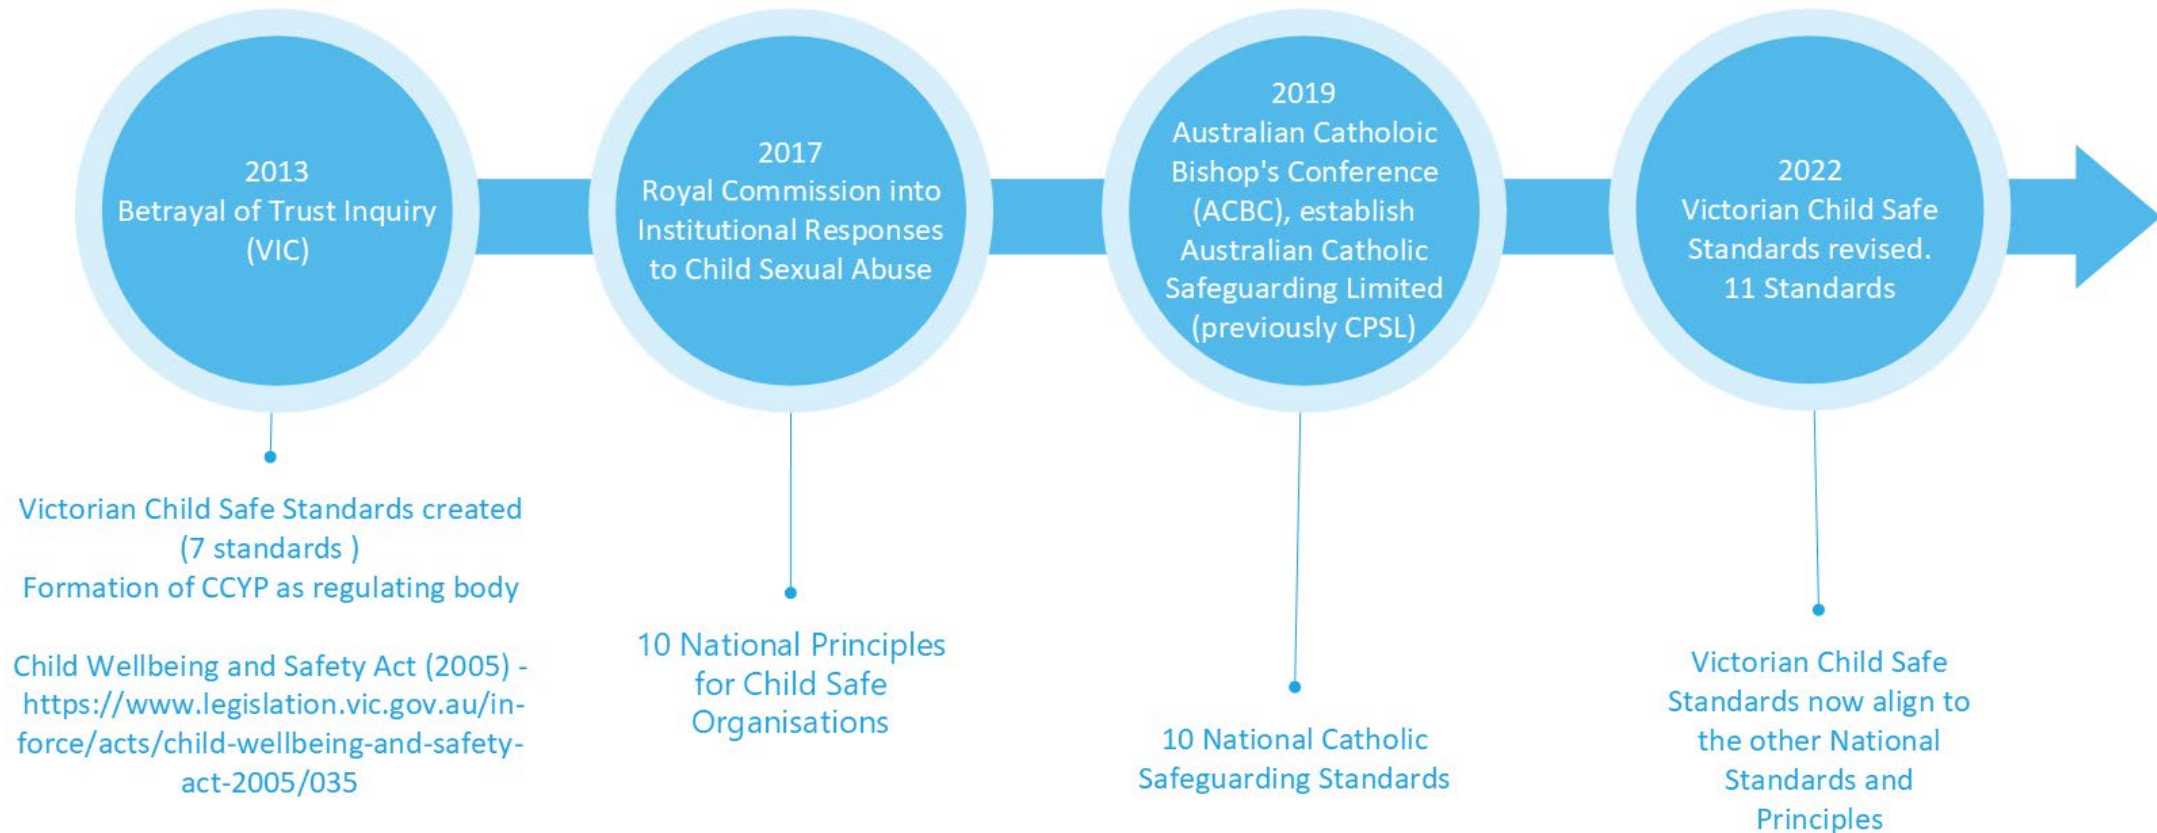 2013
Betrayal of Trust Inquiry
(VIC)
2017
Royal Commission into
Institutional Responses
to Child Sexual Abuse
2019
Australian Catholoic
Bishop's Conference
(ACBC), establish
Australian Catholic
Safeguarding Limited
(previously CPSL)
2022
Victorian Child Safe
Standards revised.
11 Standards
Victorian Child Safe Standards created
(7 standards )
Formation of CCYP as regulating body
Child Wellbeing and Safety Act (2005) -
https://www.legislation.vic.gov.au/in-
force/acts/child-wellbeing-and-safety-
act-2005/035
10 National Principles
for Child Safe
Organisations
10 National Catholic
Safeguarding Standards
Victorian Child Safe
Standards now align to
the other National
Standards and
Principles